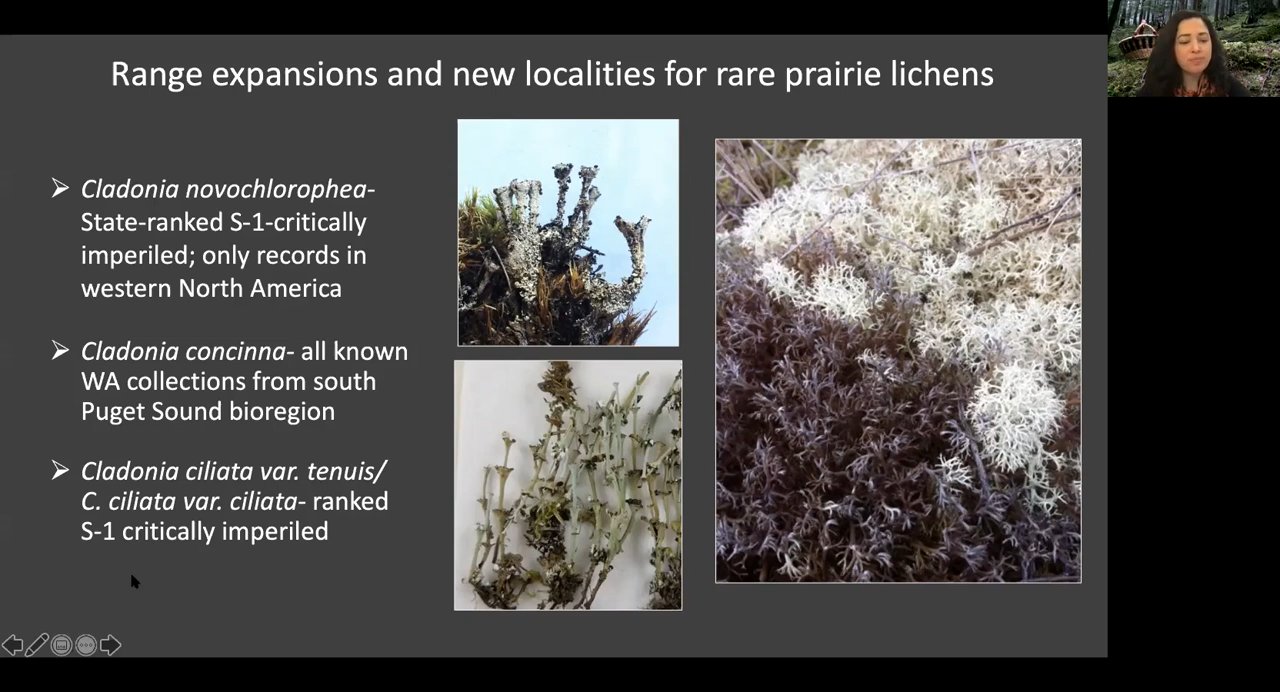 Range expansions and new localities for rare prairie lichens
Cladonia novochlorophea-
State-ranked S-1-critically
imperiled; only records in
western North America
Cladonia concinna- all known
WA collections from south
Puget Sound bioregion
Cladonia ciliata var. tenuis/
C. ciliata var. ciliata- ranked
S-1 critically imperiled